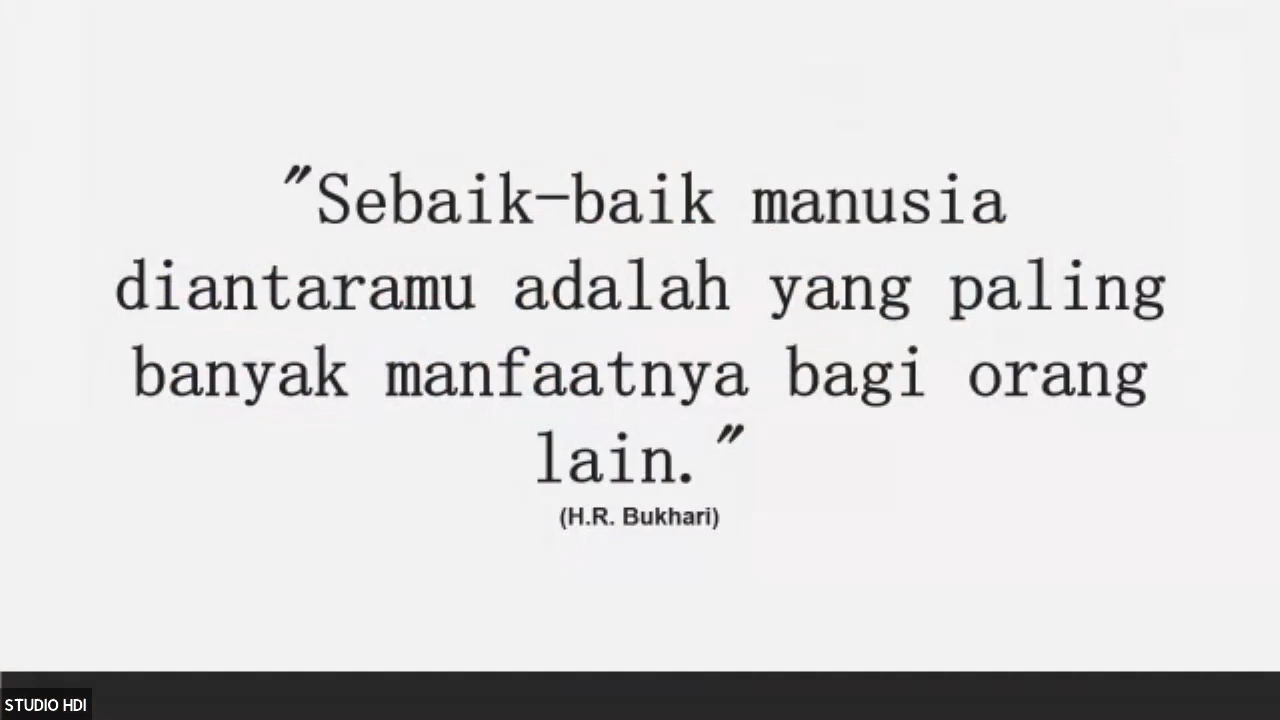 "Sebaik-baik manusia
diantaramu adalah yang paling
banyak manfaatnya bagi orang
lain."
(H.R. Bukhari)
STUDIO HDI